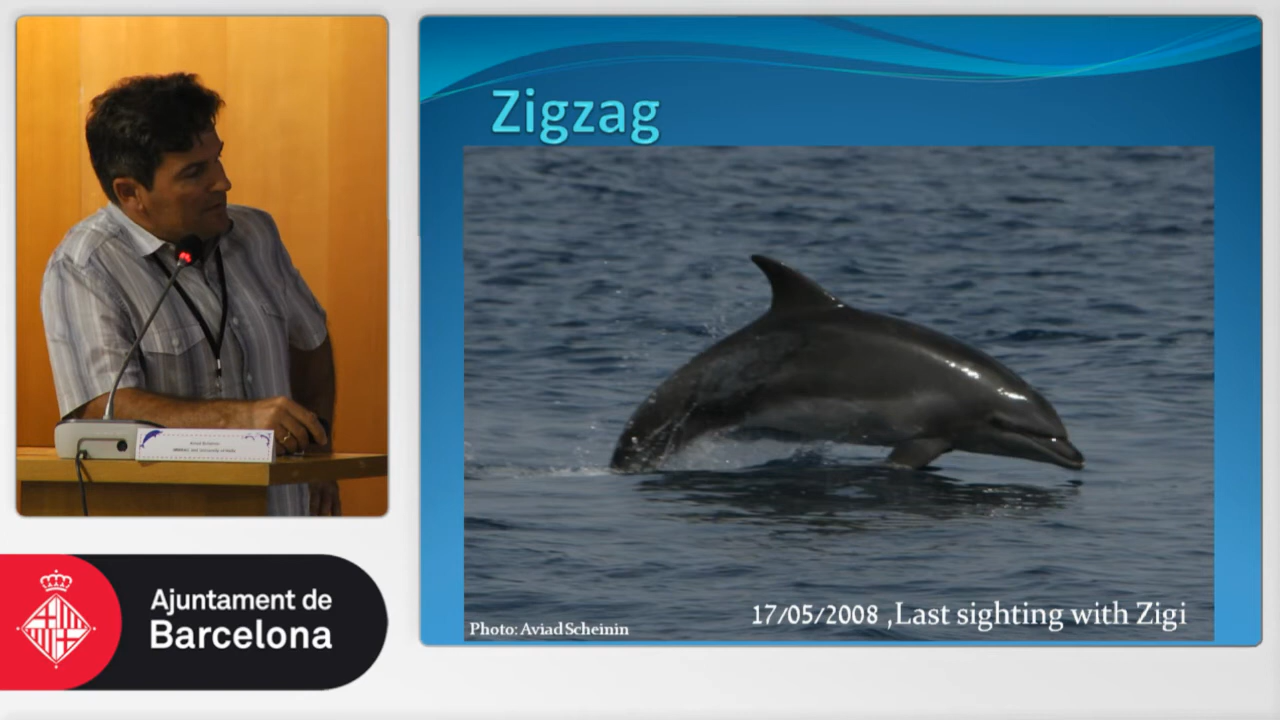 Zigzag
17/05/2008 ,Last sighting with Zigi
Photo: Aviad Scheinin
Ajuntament de
Barcelona